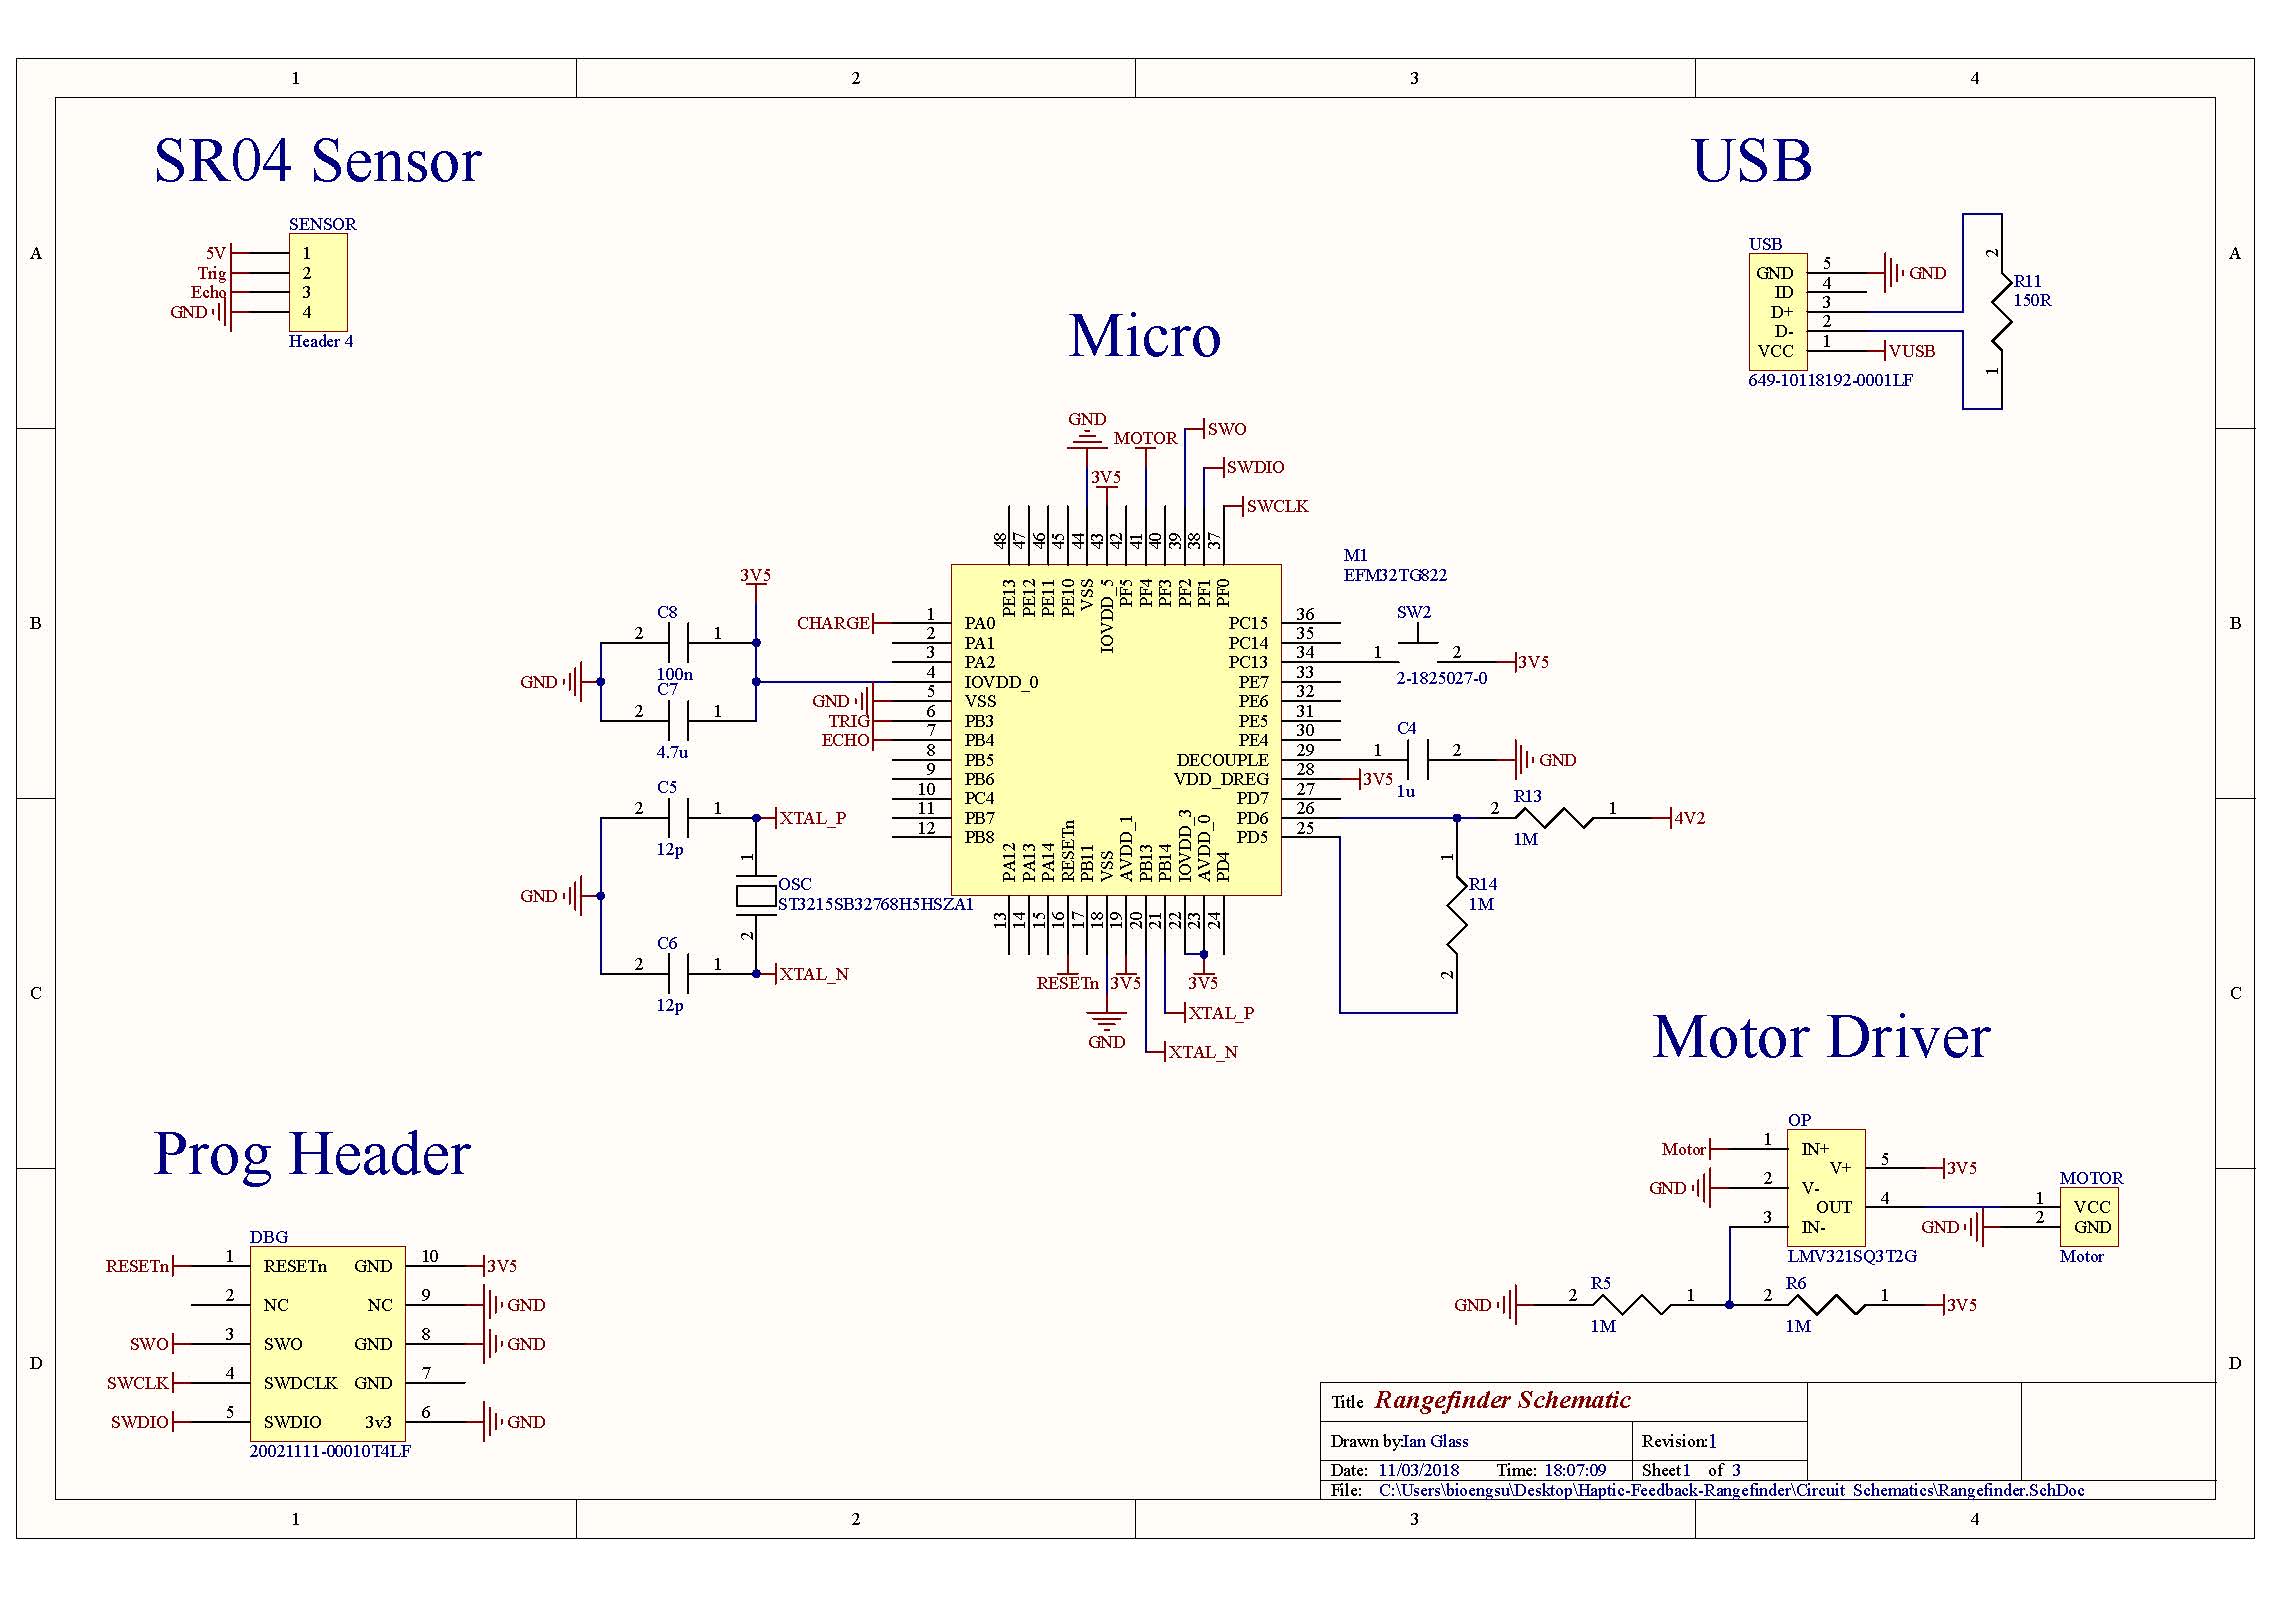 1 2 3 4
A
B
C
D
SR04 Sensor
SENSOR
5V 1
Trig 2
Echo 3
GND 4
Header 4
USB
USB
GND 5 GND
ID 4
D+ 3
D- 2
VCC 1 VUSB
649-10118192-0001LF
2
R11
150R
1
Micro
GND
MOTOR
3V5
SWO
SWDIO
SWCLK
48 47 46 45 44 43 42 41 40 39 38 37
PE13 PE12 PE11 PE10 VSS IOVDD_5 PF5 PF4 PF3 PF2 PF1 PF0
M1
EFM32TG822
CHARGE 1 PA0
2 PA1
3 PA2
4 IOVDD_0
GND 5 VSS
TRIG 6 PB3
ECHO 7 PB4
8 PB5
9 PB6
10 PC4
11 PB7
12 PB8
PC15 36
PC14 35
PC13 34
PE7 33
PE6 32
PE5 31
PE4 30
DECOUPLE 29
VDD_DREG 28 3V5
PD7 27
PD6 26
PD5 25
PA12 PA13 PA14 RESETn PB11 VSS AVDD_1 PB13 PB14 IOVDD_3 AVDD_0 PD4
13 14 15 16 17 18 19 20 21 22 23 24
RESETn 3V5 3V5
GND
XTAL_P
XTAL_N
3V5
C8
2 1
100n
GND
C7
2 1
4.7u
C5
2 1 XTAL_P
12p
1
OSC
ST3215SB32768H5HSZA1
GND
2
C6
2 1 XTAL_N
12p
SW2
1 2 3V5
2-1825027-0
C4
1 2 GND
1u
R13
2 1 4V2
1M
1
R14
1M
2
Motor Driver
OP
Motor 1 IN+
V+ 5 3V5
GND 2 V-
OUT 4
3 IN-
LMV321SQ3T2G
MOTOR
1 VCC
GND 2 GND
Motor
R5
GND 2 1
1M
R6
2 1 3V5
1M
Prog Header
DBG
RESETn 1 RESETn GND 10 3V5
2 NC NC 9 GND
SWO 3 SWO GND 8 GND
SWCLK 4 SWDCLK GND 7
SWDIO 5 SWDIO 3v3 6 GND
20021111-00010T4LF
Title Rangefinder Schematic
Drawn by:Ian Glass Revision:1
Date: 11/03/2018 Time: 18:07:09 Sheet1 of 3
File: C:\Users\bioengsu\Desktop\Haptic-Feedback-Rangefinder\Circuit Schematics\Rangefinder.SchDoc
A
B
C
D
1 2 3 4